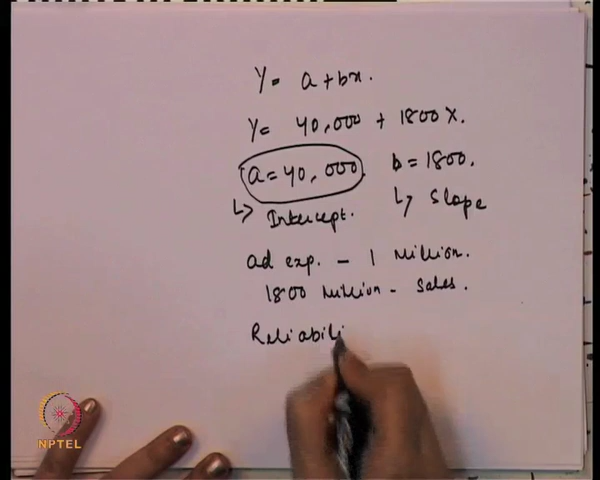 Y = a + bx.
Y = 40,000 + 1800 X.
a = 40,000. b = 1800.
↳ Intercept. ↳ Slope
ad exp. – 1 Million.
1800 Million – Sales.
Reliabili
NPTEL